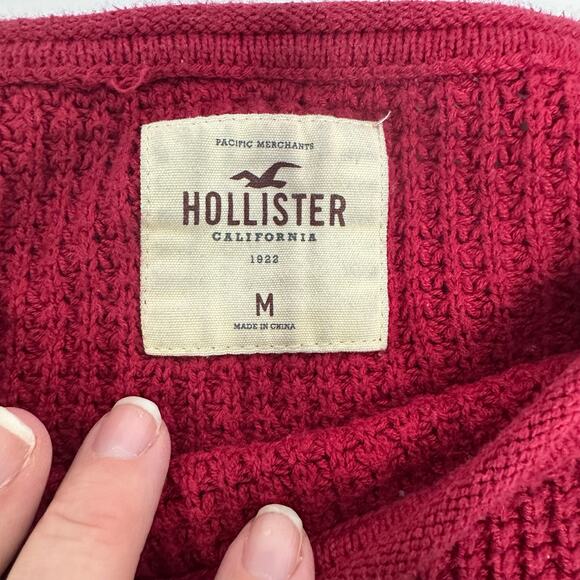 PACIFIC MERCHANTS
HOLLISTER
CALIFORNIA
1922
M
MADE IN CHINA